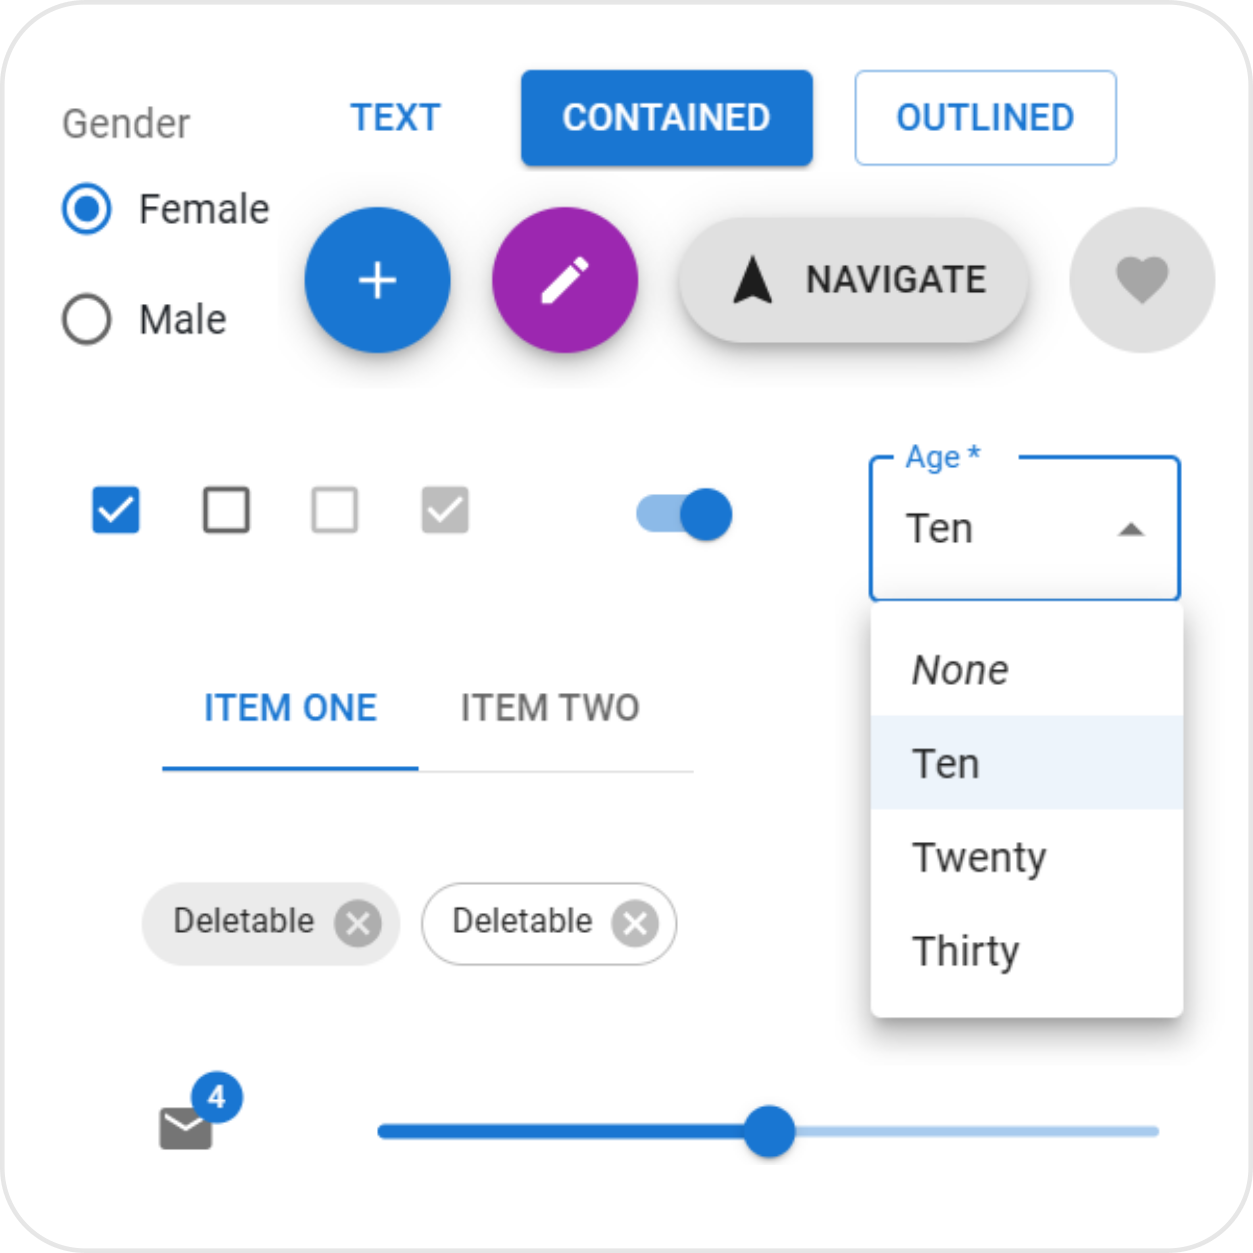 Gender
TEXT
CONTAINED
OUTLINED
Female
Male
NAVIGATE
Age *
Ten
None
Ten
Twenty
Thirty
ITEM ONE
ITEM TWO
Deletable
Deletable
4